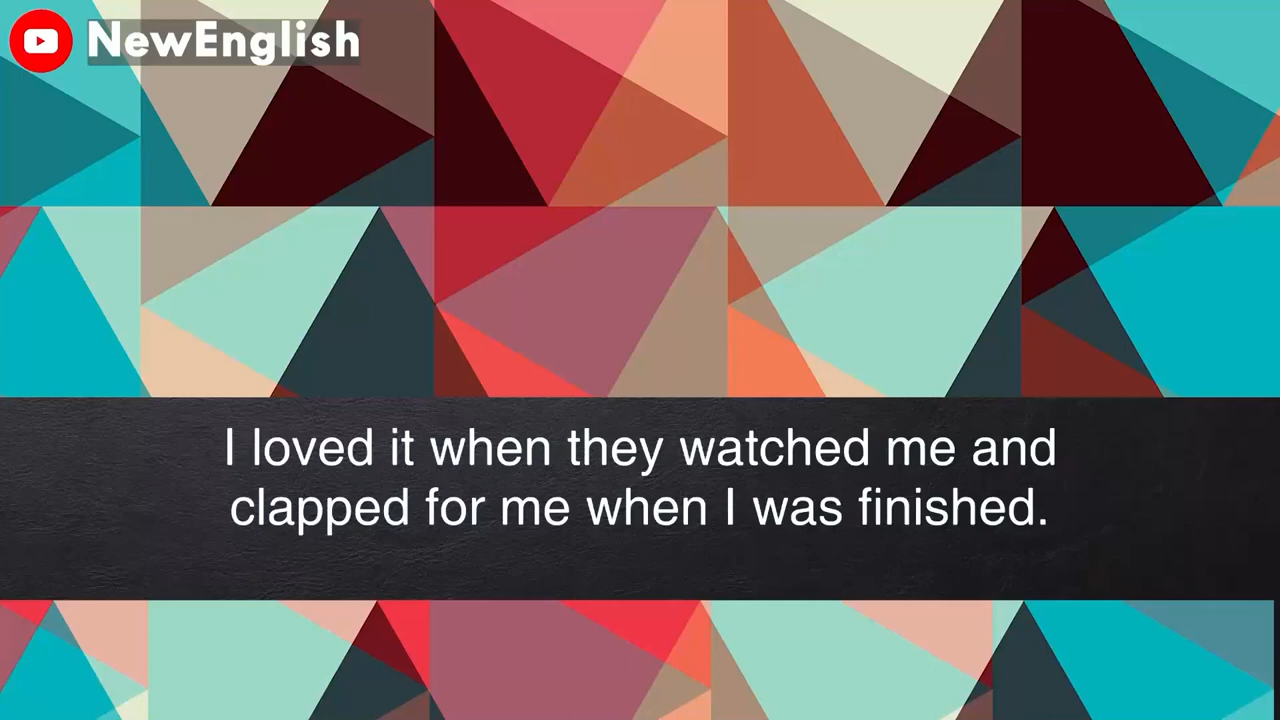 NewEnglish
I loved it when they watched me and
clapped for me when I was finished.